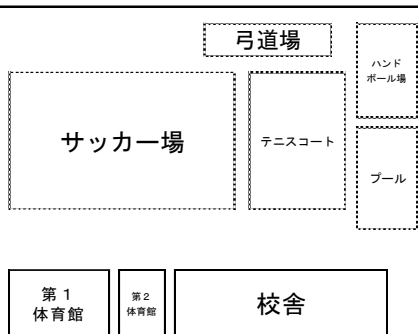 弓道場
ハンド
ボール場
サッカー場
テニスコート
プール
第１
体育館
第２
体育館
校舎